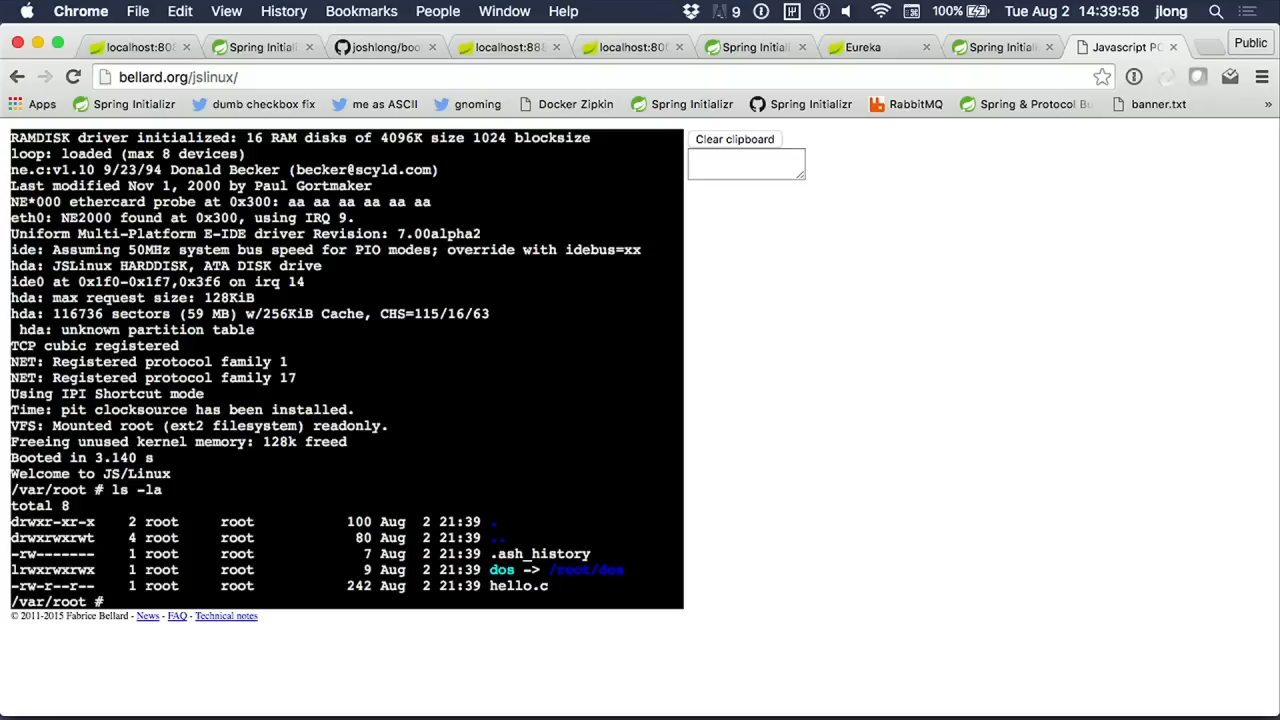 Chrome File Edit View History Bookmarks People Window Help 9 100% Tue Aug 2 14:39:58 jlong
localhost:808 Spring Initializ joshlong/boo localhost:888 localhost:808 Spring Initializ Eureka Spring Initializ Javascript PC Public
bellard.org/jslinux/
Apps Spring Initializr dumb checkbox fix me as ASCII gnoming Docker Zipkin Spring Initializr Spring Initializr RabbitMQ Spring & Protocol Bu banner.txt »
RAMDISK driver initialized: 16 RAM disks of 4096K size 1024 blocksize
loop: loaded (max 8 devices)
ne.c:v1.10 9/23/94 Donald Becker (becker@scyld.com)
Last modified Nov 1, 2000 by Paul Gortmaker
NE*000 ethercard probe at 0x300: aa aa aa aa aa aa
eth0: NE2000 found at 0x300, using IRQ 9.
Uniform Multi-Platform E-IDE driver Revision: 7.00alpha2
ide: Assuming 50MHz system bus speed for PIO modes; override with idebus=xx
hda: JSLinux HARDDISK, ATA DISK drive
ide0 at 0x1f0-0x1f7,0x3f6 on irq 14
hda: max request size: 128KiB
hda: 116736 sectors (59 MB) w/256KiB Cache, CHS=115/16/63
hda: unknown partition table
TCP cubic registered
NET: Registered protocol family 1
NET: Registered protocol family 17
Using IPI Shortcut mode
Time: pit clocksource has been installed.
VFS: Mounted root (ext2 filesystem) readonly.
Freeing unused kernel memory: 128k freed
Booted in 3.140 s
Welcome to JS/Linux
/var/root # ls -la
total 8
drwxr-xr-x 2 root root 100 Aug 2 21:39 .
drwxrwxrwt 4 root root 80 Aug 2 21:39 ..
-rw------- 1 root root 7 Aug 2 21:39 .ash_history
lrwxrwxrwx 1 root root 9 Aug 2 21:39 dos -> /root/dos
-rw-r--r-- 1 root root 242 Aug 2 21:39 hello.c
/var/root #
Clear clipboard
© 2011-2015 Fabrice Bellard - News - FAQ - Technical notes